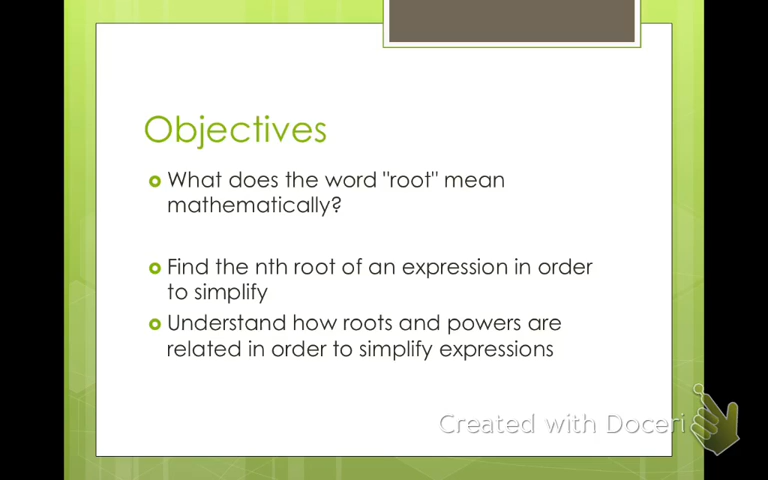 Objectives
What does the word "root" mean
mathematically?
Find the nth root of an expression in order
to simplify
Understand how roots and powers are
related in order to simplify expressions
Created with Doceri